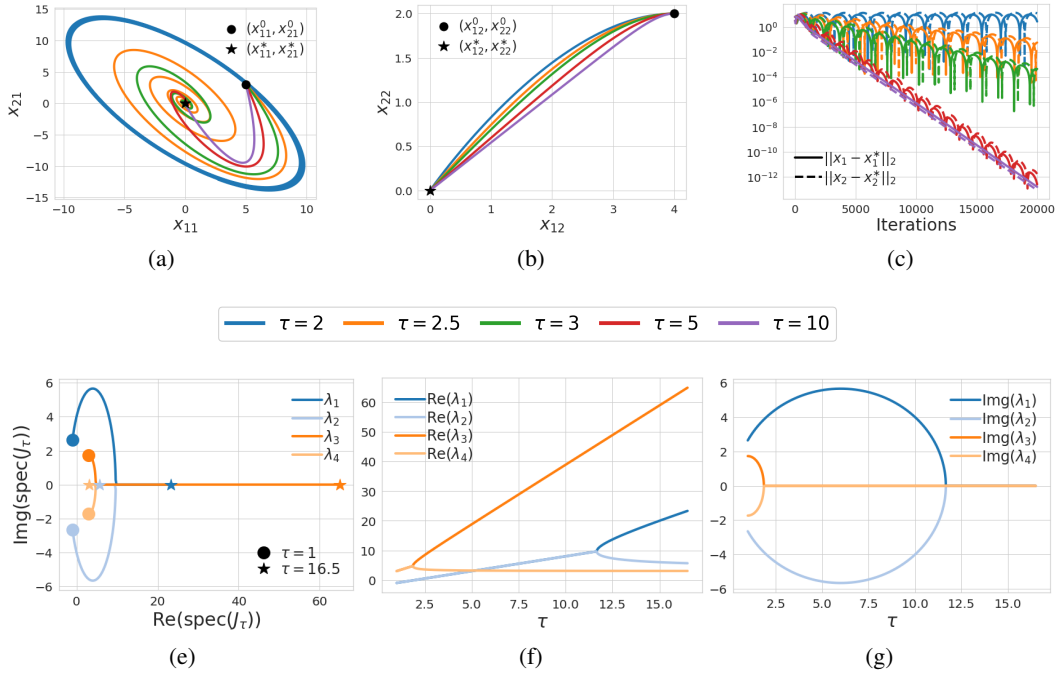 15
10
5
0
−5
−10
−15
x₂₁
−10
−5
0
5
10
x₁₁
(x⁰₁₁, x⁰₂₁)
(x*₁₁, x*₂₁)
(a)
2.0
1.5
1.0
0.5
0.0
x₂₂
0
1
2
3
4
x₁₂
(x⁰₁₂, x⁰₂₂)
(x*₁₂, x*₂₂)
(b)
10⁰
10⁻²
10⁻⁴
10⁻⁶
10⁻⁸
10⁻¹⁰
10⁻¹²
||x₁ − x₁*||₂
||x₂ − x₂*||₂
0
5000
10000
15000
20000
Iterations
(c)
τ = 2
τ = 2.5
τ = 3
τ = 5
τ = 10
6
4
2
0
−2
−4
−6
Img(spec(J_τ))
λ₁
λ₂
λ₃
λ₄
τ = 1
τ = 16.5
0
20
40
60
Re(spec(J_τ))
(e)
60
50
40
30
20
10
0
Re(λ₁)
Re(λ₂)
Re(λ₃)
Re(λ₄)
2.5
5.0
7.5
10.0
12.5
15.0
τ
(f)
6
4
2
0
−2
−4
−6
Img(λ₁)
Img(λ₂)
Img(λ₃)
Img(λ₄)
2.5
5.0
7.5
10.0
12.5
15.0
τ
(g)